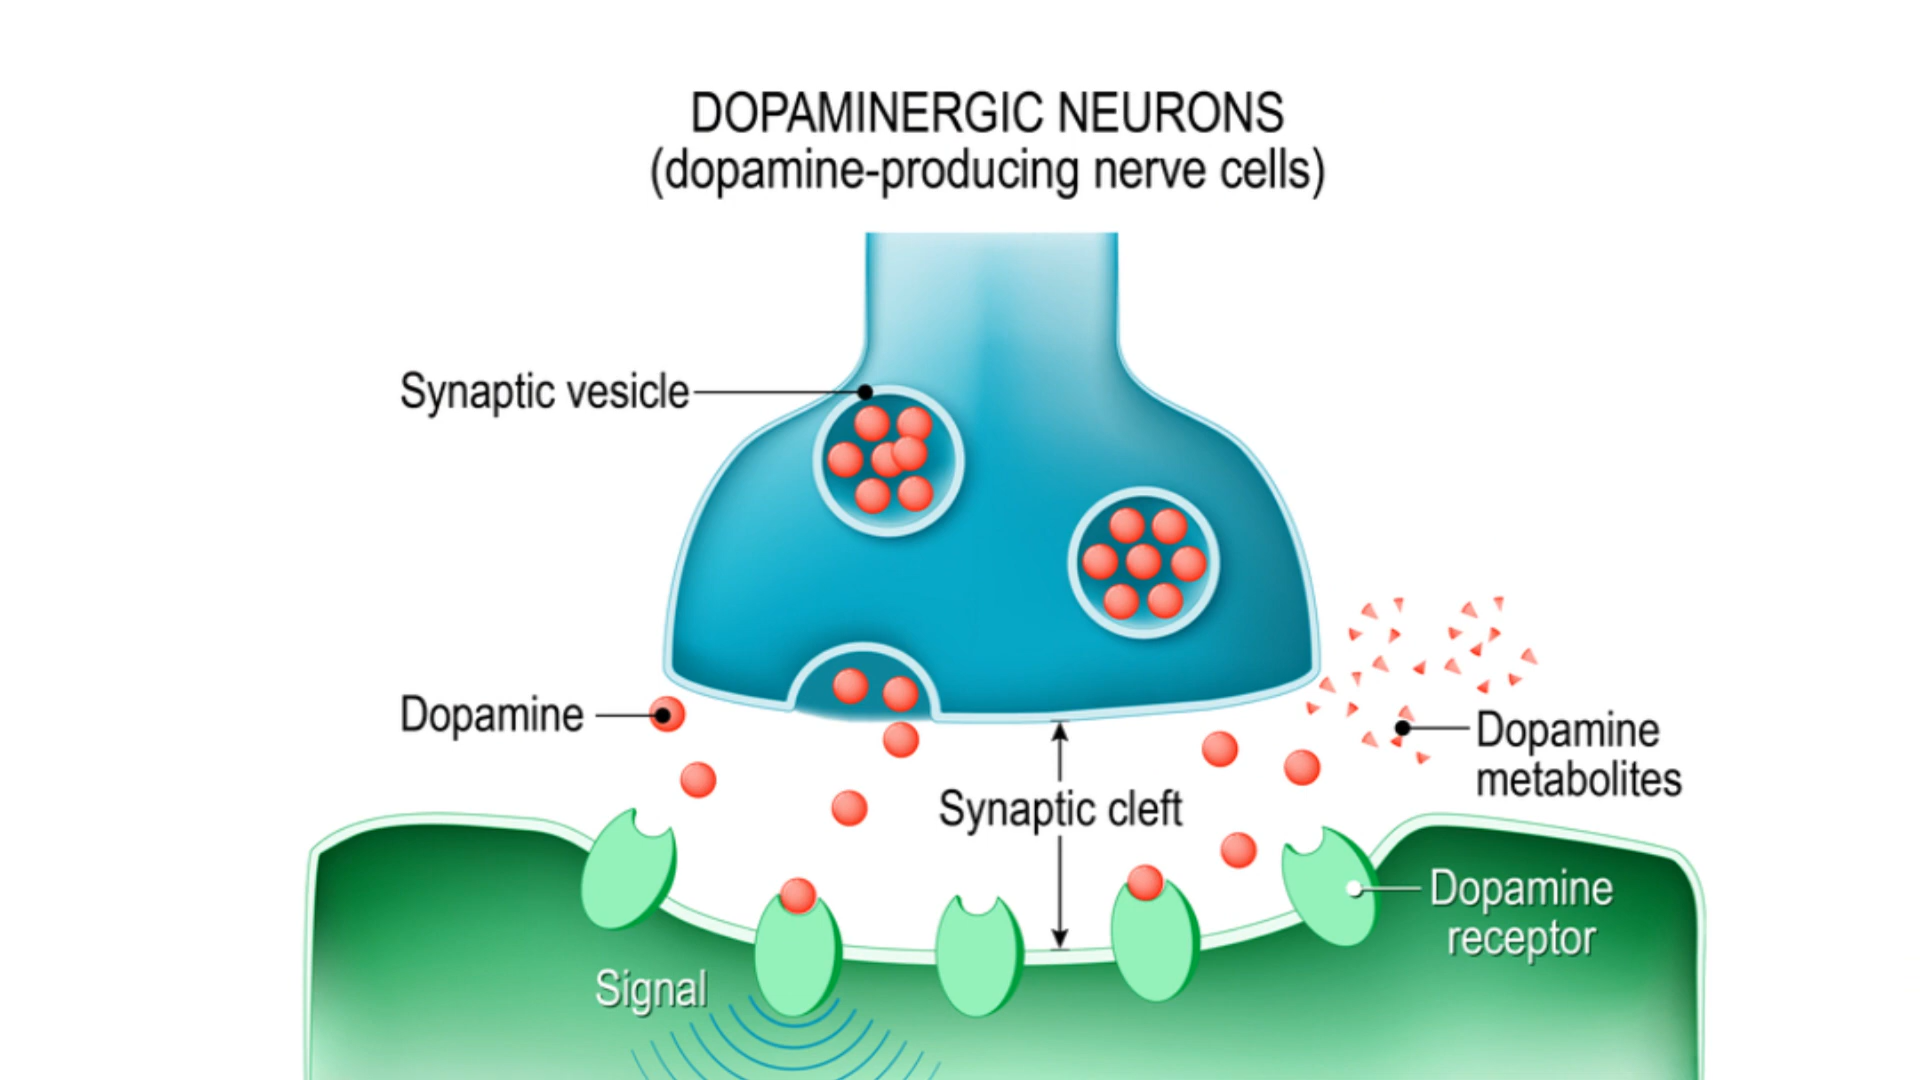 DOPAMINERGIC NEURONS
(dopamine-producing nerve cells)
Synaptic vesicle
Dopamine
Dopamine
metabolites
Synaptic cleft
Dopamine
receptor
Signal